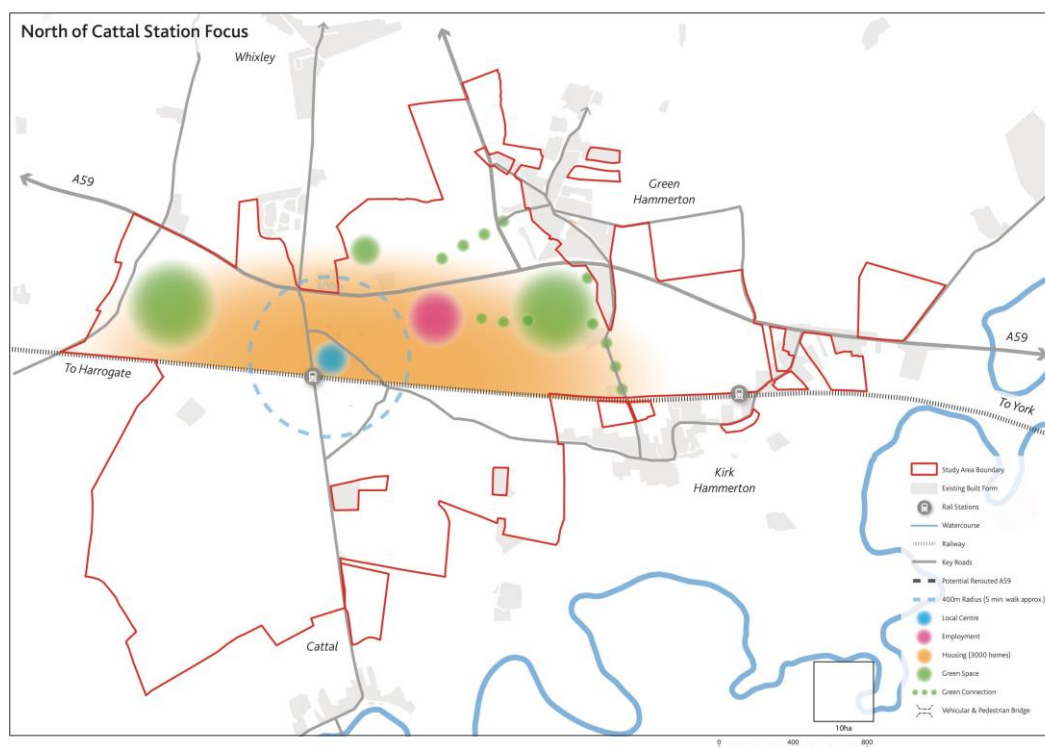 North of Cattal Station Focus
Whixley
A59
Green
Hammerton
400m
To Harrogate
A59
To York
Kirk
Hammerton
Cattal
Study Area Boundary
Existing Built Form
Rail Stations
Watercourse
Railway
Key Roads
Potential Rerouted A59
400m Radius (5 min. walk approx.)
Local Centre
Employment
Housing (3000 homes)
Green Space
Green Connection
Vehicular & Pedestrian Bridge
10ha
0 400 800